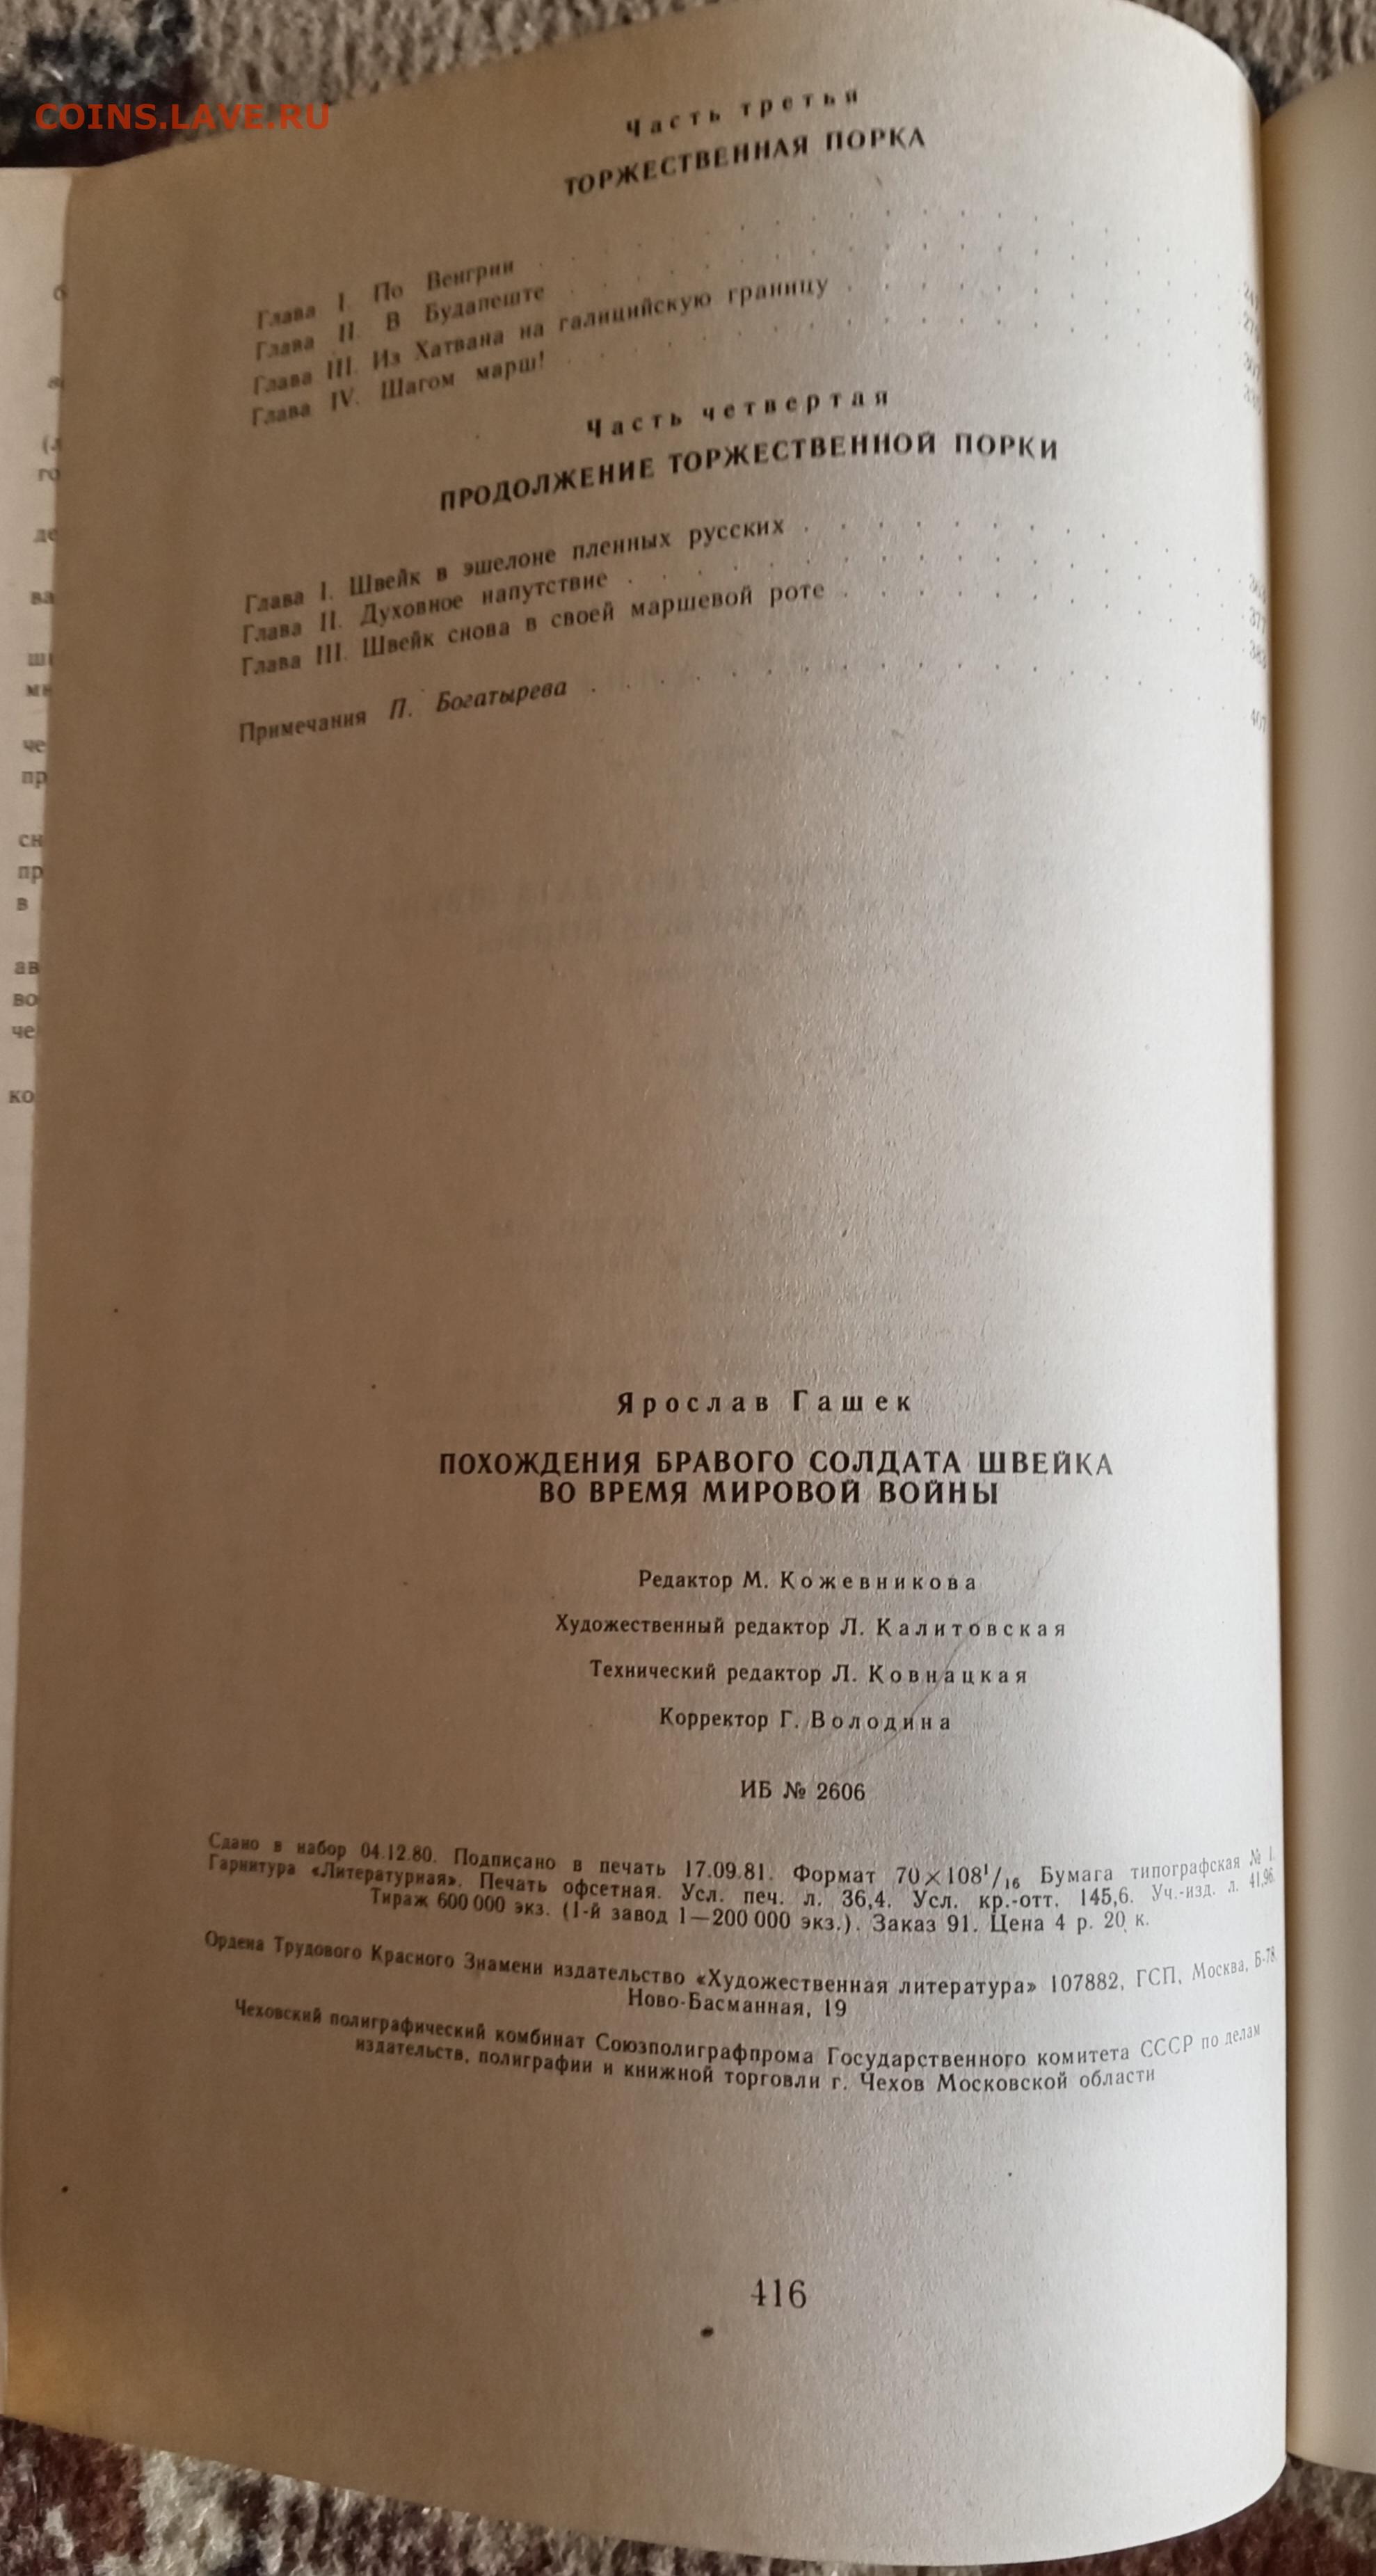 COINS.LAVE.RU
Часть третья
ТОРЖЕСТВЕННАЯ ПОРКА
Глава I. По Венгрии
Глава II. В Будапеште
Глава III. Из Хатвана на галицийскую границу
Глава IV. Шагом марш!
Часть четвертая
ПРОДОЛЖЕНИЕ ТОРЖЕСТВЕННОЙ ПОРКИ
Глава I. Швейк в эшелоне пленных русских
Глава II. Духовное напутствие . . . 377
Глава III. Швейк снова в своей маршевой роте . . . 383
Примечания П. Богатырева . . . 407
Ярослав Гашек
ПОХОЖДЕНИЯ БРАВОГО СОЛДАТА ШВЕЙКА
ВО ВРЕМЯ МИРОВОЙ ВОЙНЫ
Редактор М. Кожевникова
Художественный редактор Л. Калитовская
Технический редактор Л. Ковнацкая
Корректор Г. Володина
ИБ № 2606
Сдано в набор 04.12.80. Подписано в печать 17.09.81. Формат 70×108¹/₁₆ Бумага типографская № 1.
Гарнитура «Литературная». Печать офсетная. Усл. печ. л. 36,4. Усл. кр.-отт. 145,6. Уч.-изд. л. 41,96.
Тираж 600 000 экз. (1-й завод 1—200 000 экз.). Заказ 91. Цена 4 р. 20 к.
Ордена Трудового Красного Знамени издательство «Художественная литература» 107882, ГСП, Москва, Б-78,
Ново-Басманная, 19
Чеховский полиграфический комбинат Союзполиграфпрома Государственного комитета СССР по делам
издательств, полиграфии и книжной торговли г. Чехов Московской области
416